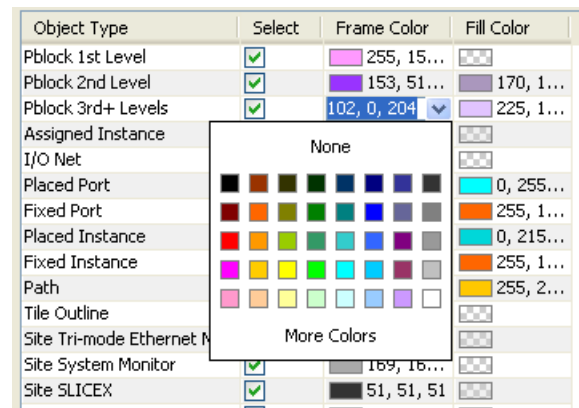 Object Type Select Frame Color Fill Color
Pblock 1st Level 255, 15...
Pblock 2nd Level 153, 51... 170, 1...
Pblock 3rd+ Levels 102, 0, 204 225, 1...
Assigned Instance
None
I/O Net
Placed Port 0, 255...
Fixed Port 255, 1...
Placed Instance 0, 215...
Fixed Instance 255, 1...
Path 255, 2...
Tile Outline
Site Tri-mode Ethernet
More Colors
Site System Monitor 169, 16...
Site SLICEX 51, 51, 51